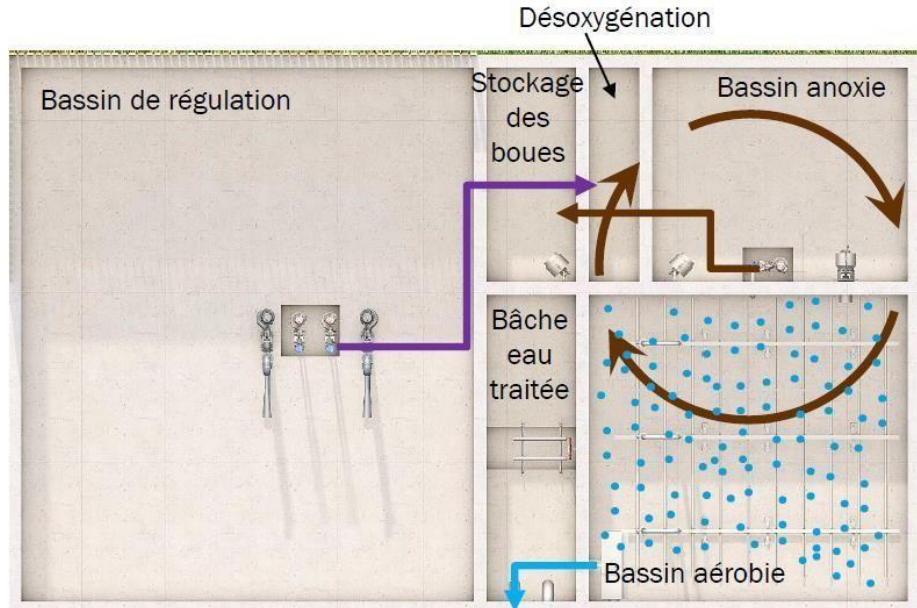 Désoxygénation
Bassin de régulation
Stockage
des
boues
Bassin anoxie
Bâche
eau
traitée
Bassin aérobie